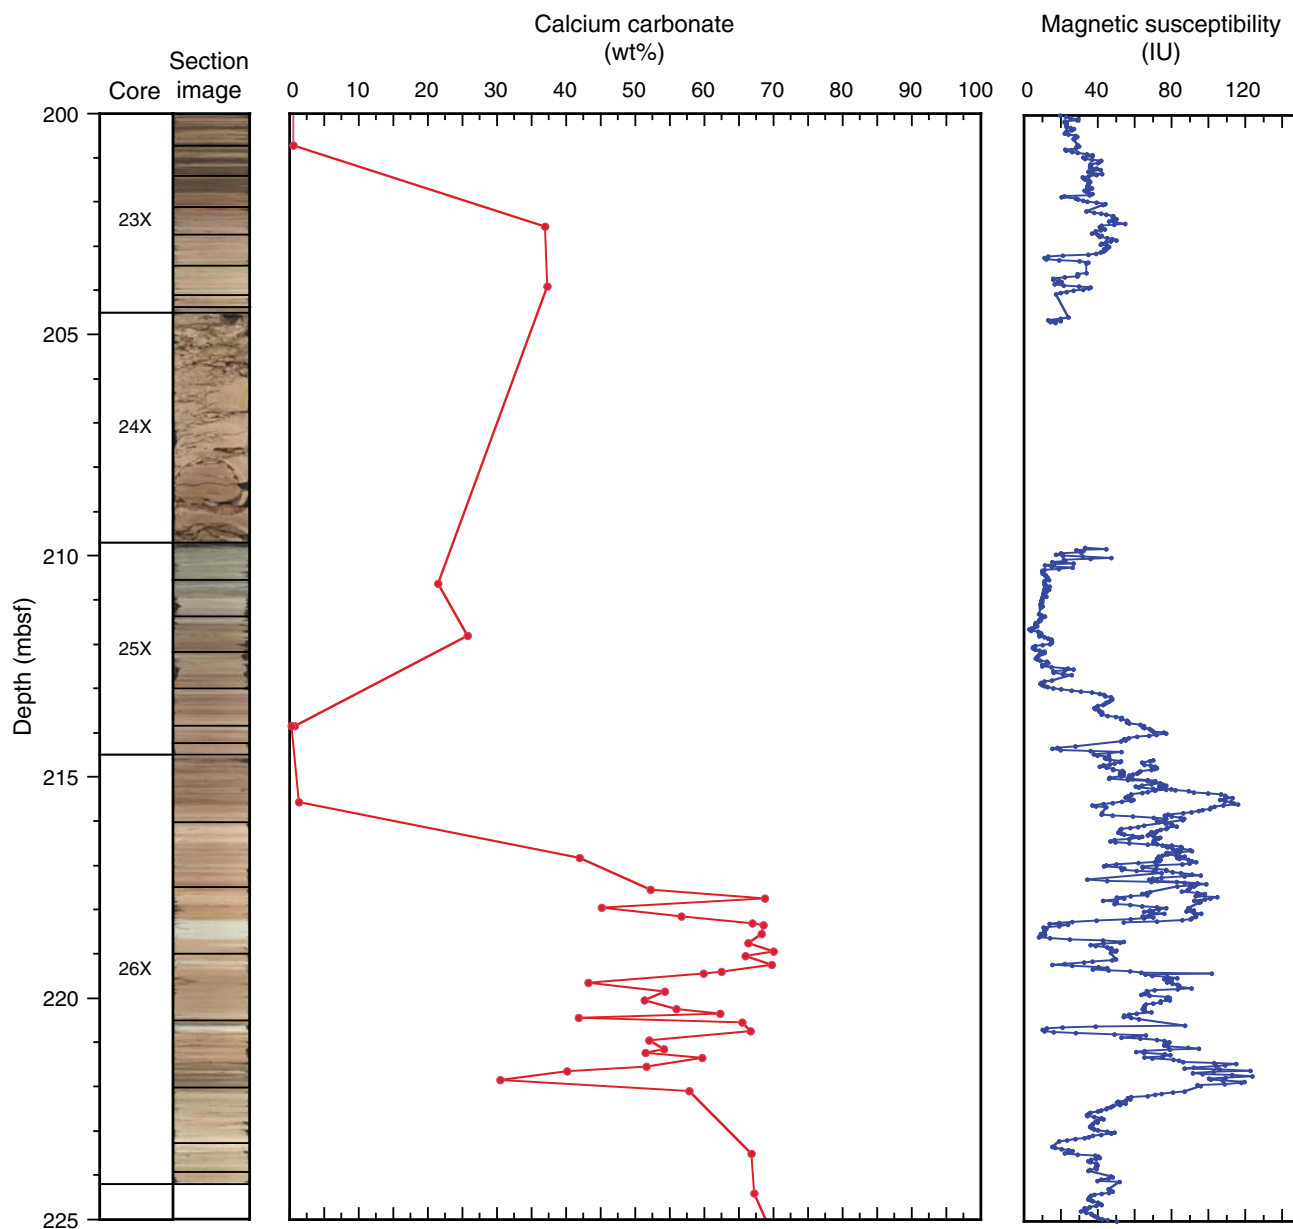 Calcium carbonate
(wt%)
Magnetic susceptibility
(IU)
Section
image
Core
0 10 20 30 40 50 60 70 80 90 100
0 40 80 120
200
23X
205
24X
210
25X
215
26X
220
225
Depth (mbsf)